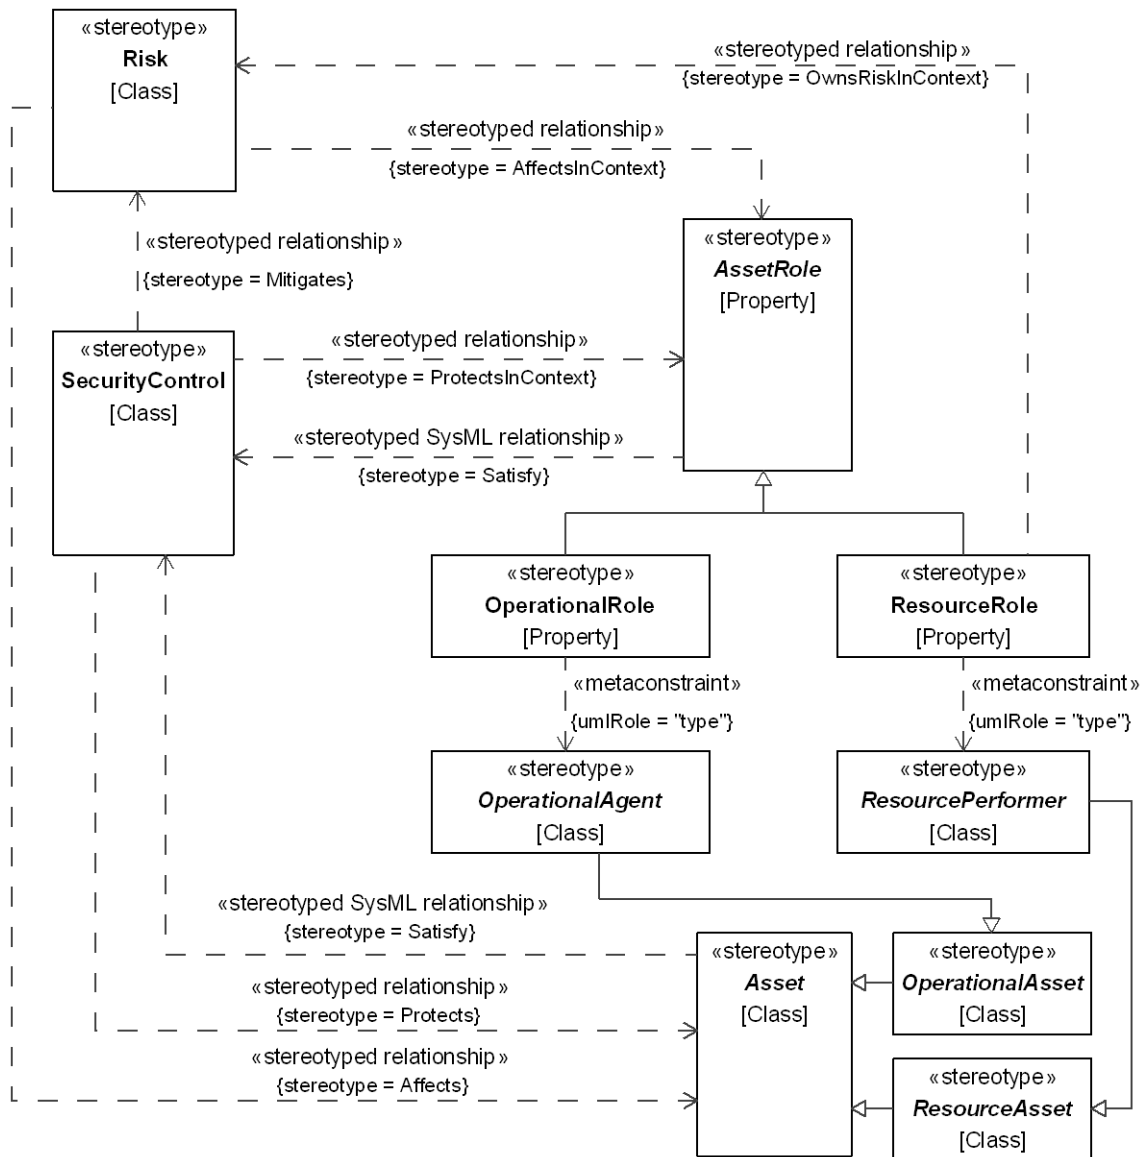 «stereotype»
Risk
[Class]
«stereotyped relationship»
{stereotype = OwnsRiskInContext}
«stereotyped relationship»
{stereotype = AffectsInContext}
«stereotyped relationship»
{stereotype = Mitigates}
«stereotype»
AssetRole
[Property]
«stereotype»
SecurityControl
[Class]
«stereotyped relationship»
{stereotype = ProtectsInContext}
«stereotyped SysML relationship»
{stereotype = Satisfy}
«stereotype»
OperationalRole
[Property]
«stereotype»
ResourceRole
[Property]
«metaconstraint»
{umlRole = "type"}
«metaconstraint»
{umlRole = "type"}
«stereotype»
OperationalAgent
[Class]
«stereotype»
ResourcePerformer
[Class]
«stereotyped SysML relationship»
{stereotype = Satisfy}
«stereotyped relationship»
{stereotype = Protects}
«stereotyped relationship»
{stereotype = Affects}
«stereotype»
Asset
[Class]
«stereotype»
OperationalAsset
[Class]
«stereotype»
ResourceAsset
[Class]